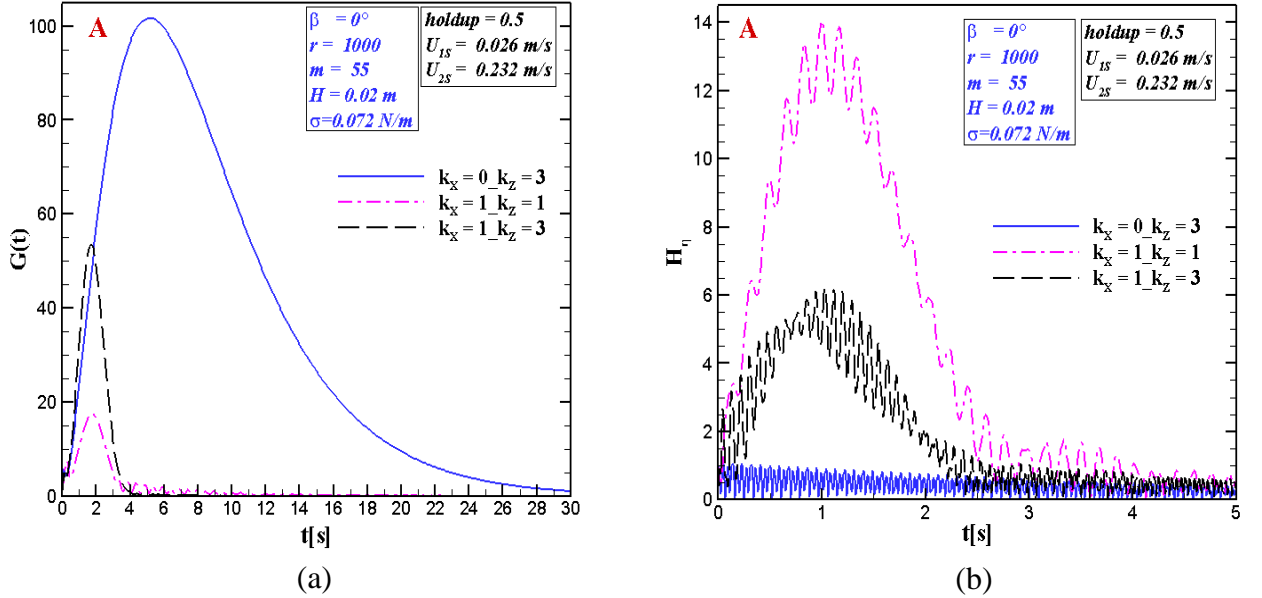 A
β = 0°
r = 1000
m = 55
H = 0.02 m
σ=0.072 N/m
holdup = 0.5
U1S = 0.026 m/s
U2S = 0.232 m/s
kX = 0_kZ = 3
kX = 1_kZ = 1
kX = 1_kZ = 3
G(t)
100
80
60
40
20
0
0 2 4 6 8 10 12 14 16 18 20 22 24 26 28 30
t[s]
(a)
A
β = 0°
r = 1000
m = 55
H = 0.02 m
σ=0.072 N/m
holdup = 0.5
U1S = 0.026 m/s
U2S = 0.232 m/s
kX = 0_kZ = 3
kX = 1_kZ = 1
kX = 1_kZ = 3
Hη
14
12
10
8
6
4
2
0
0 1 2 3 4 5
t[s]
(b)